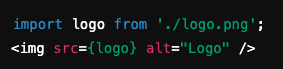 import logo from './logo.png';
<img src={logo} alt="Logo" />